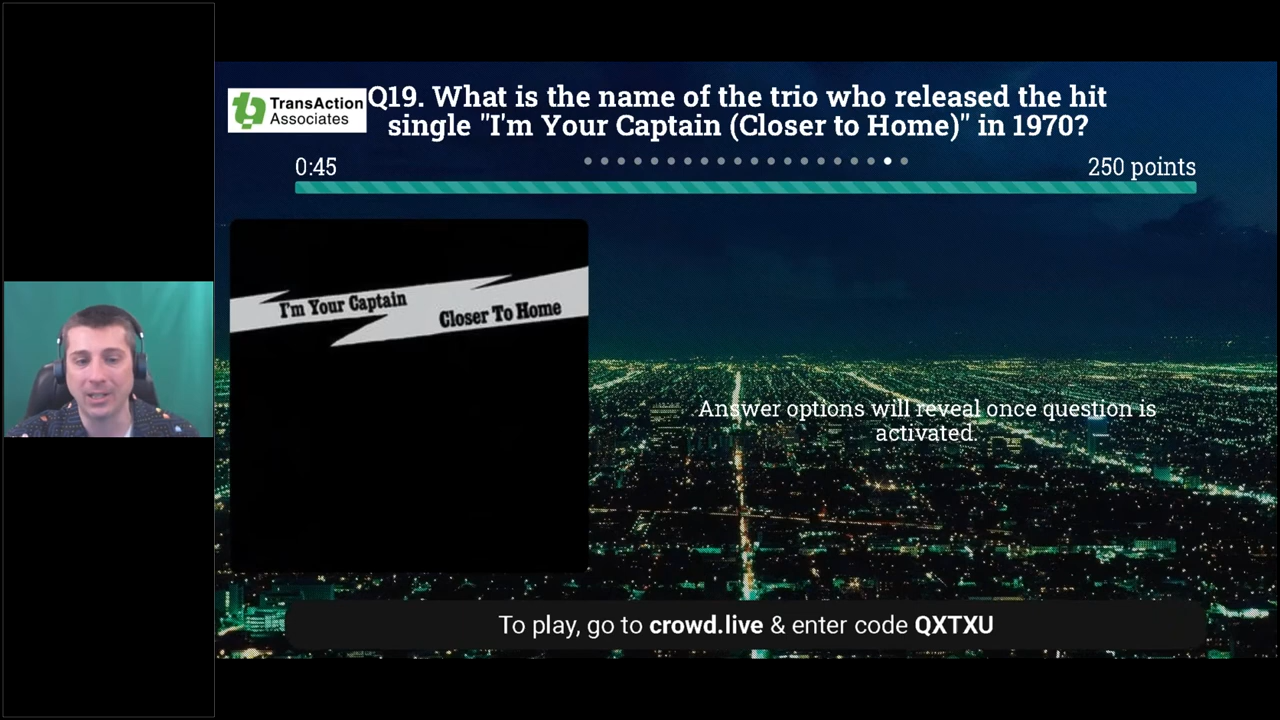 TransAction
Associates
Q19. What is the name of the trio who released the hit
single "I'm Your Captain (Closer to Home)" in 1970?
0:45
250 points
I'm Your Captain
Closer To Home
Answer options will reveal once question is
activated.
To play, go to crowd.live & enter code QXTXU